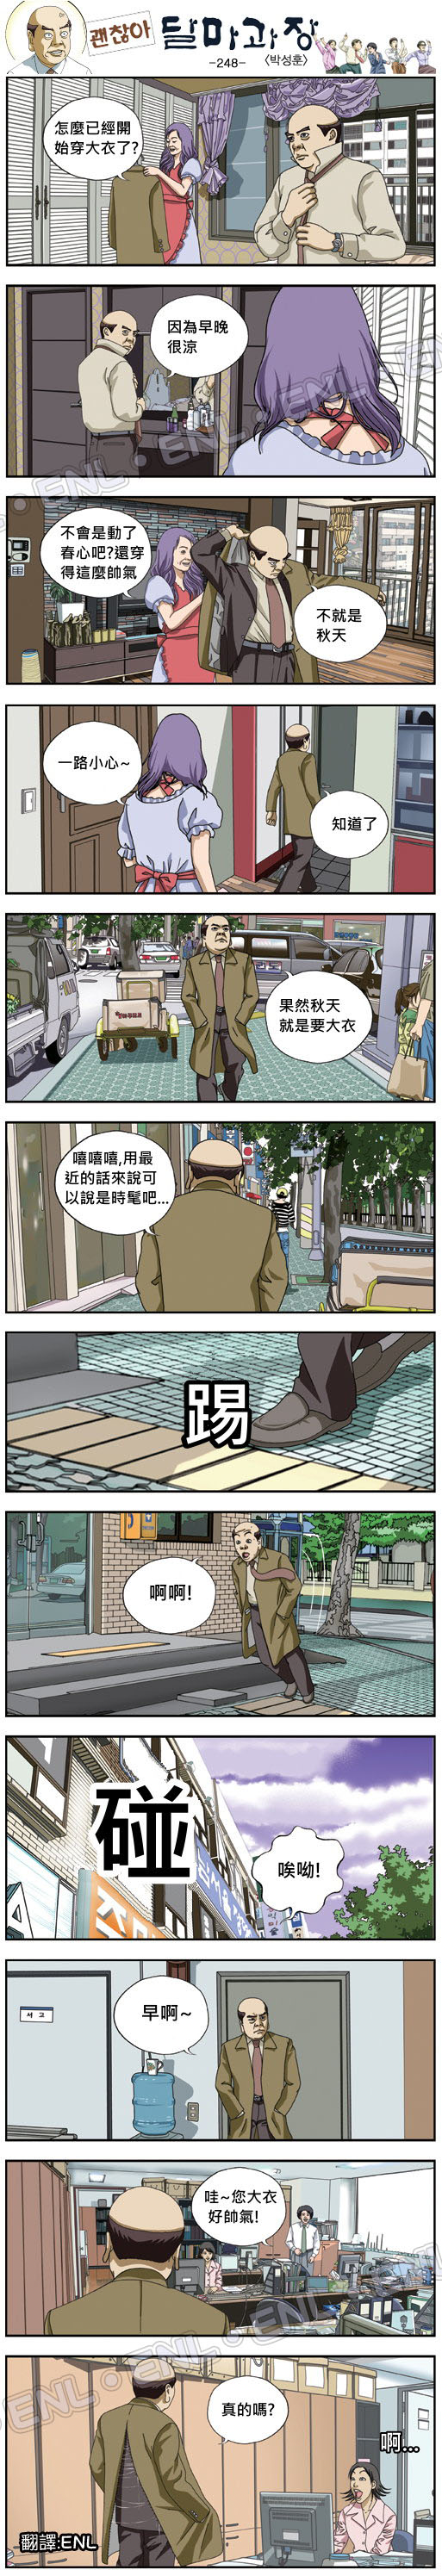 괜찮아
달마과장
-248-
<박성훈>
怎麼已經開
始穿大衣了?
因為早晚
很涼
不會是動了
春心吧?還穿
得這麼帥氣
不就是
秋天
一路小心~
知道了
果然秋天
就是要大衣
嘻嘻嘻,用最
近的話來說可
以說是時髦吧...
踢
啊啊!
碰
唉呦!
서고
早啊~
哇~您大衣
好帥氣!
真的嗎?
啊...
翻譯:ENL